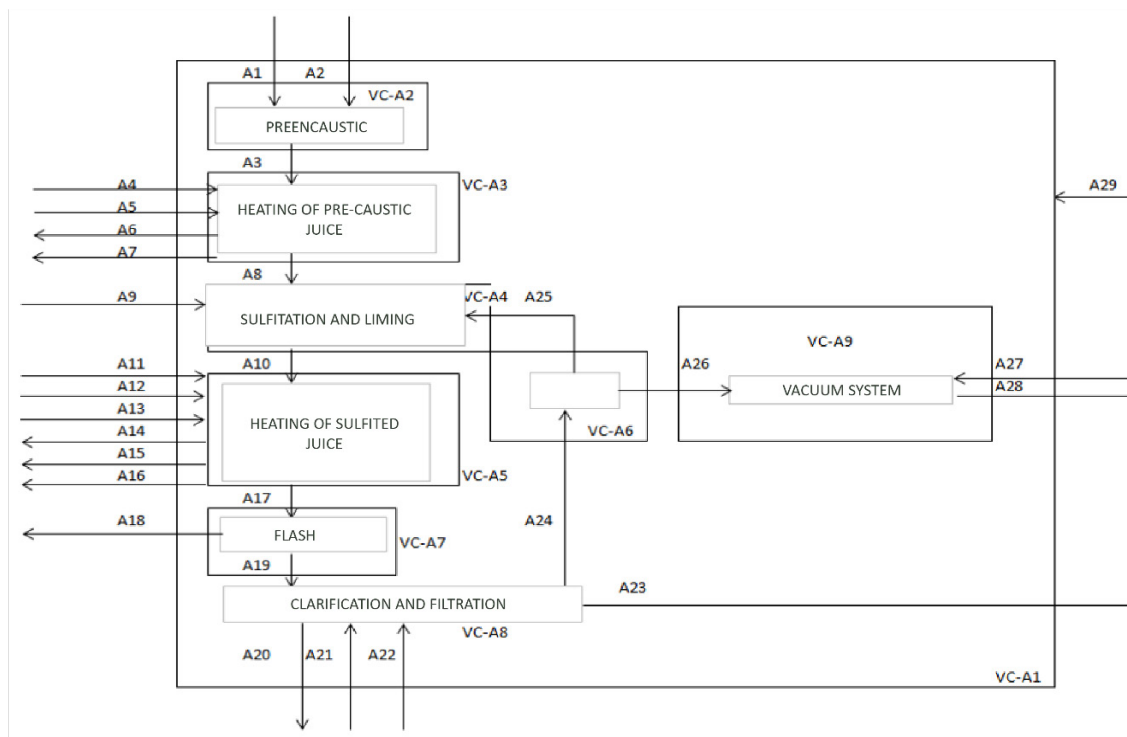 A1 A2
VC-A2
PREENCAUSTIC
A3
A4
VC-A3
A29
A5
HEATING OF PRE-CAUSTIC
JUICE
A6
A7
A8
A9
VC-A4 A25
SULFITATION AND LIMING
VC-A9
A11 A10
A26 A27
A12
VACUUM SYSTEM
A28
A13
HEATING OF SULFITED
JUICE
A14
VC-A6
A15
A16
VC-A5
A17
A18
A24
FLASH
VC-A7
A19
A23
CLARIFICATION AND FILTRATION
VC-A8
A20 A21 A22
VC-A1